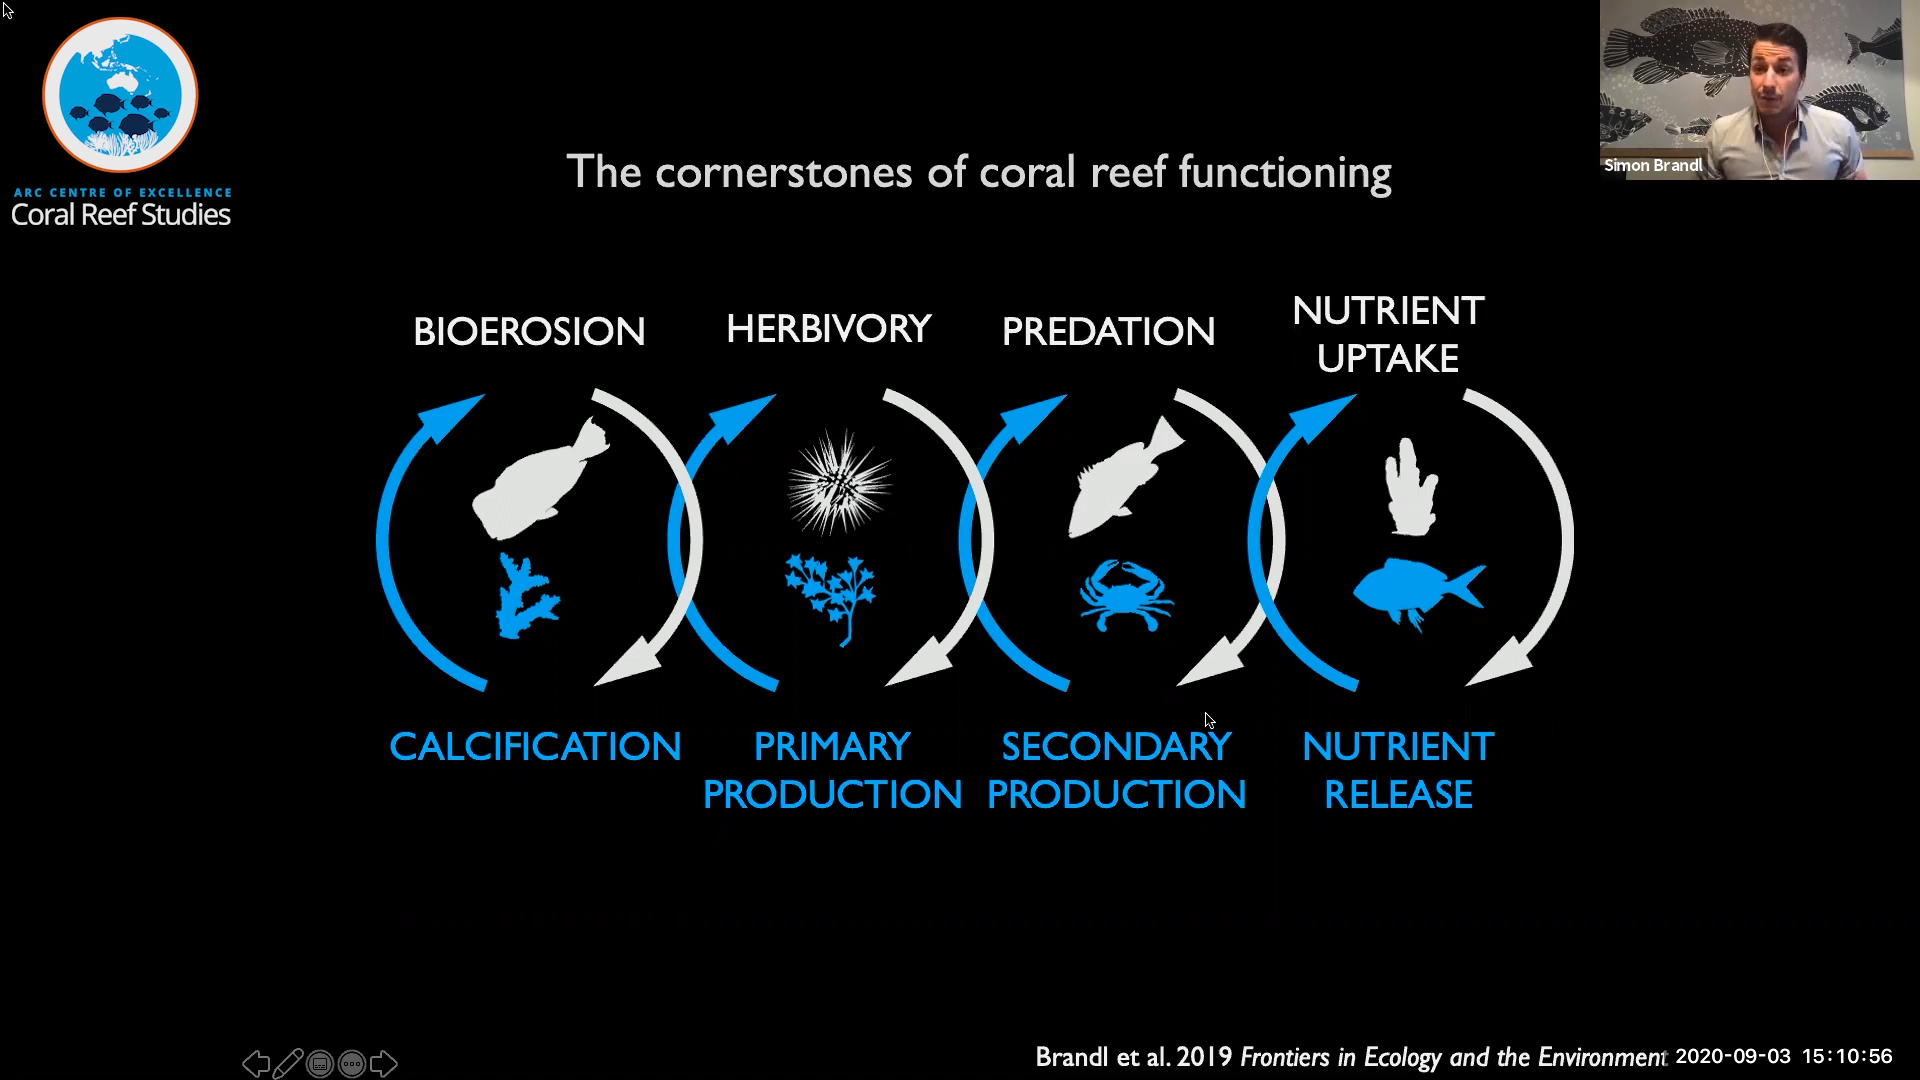 ARC CENTRE OF EXCELLENCE
Coral Reef Studies
Simon Brandl
The cornerstones of coral reef functioning
BIOEROSION
HERBIVORY
PREDATION
NUTRIENT
UPTAKE
CALCIFICATION
PRIMARY
PRODUCTION
SECONDARY
PRODUCTION
NUTRIENT
RELEASE
Brandl et al. 2019 Frontiers in Ecology and the Environment
2020-09-03 15:10:56